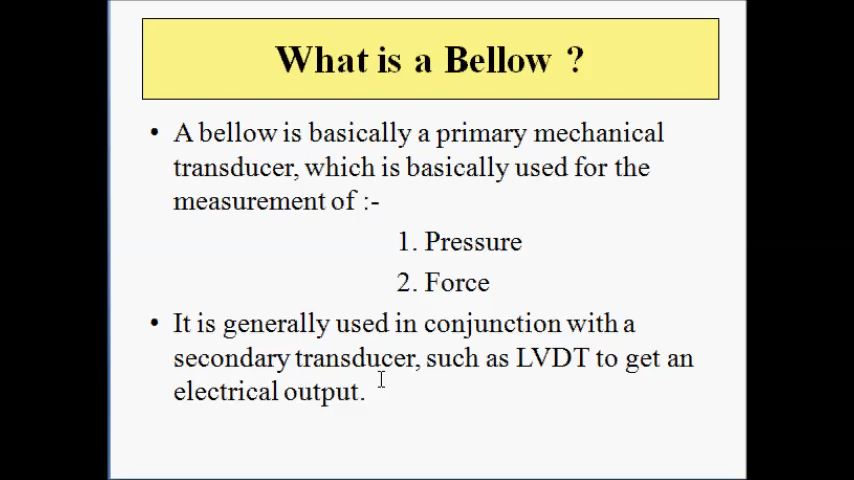 What is a Bellow ?
• A bellow is basically a primary mechanical
transducer, which is basically used for the
measurement of :-
1. Pressure
2. Force
• It is generally used in conjunction with a
secondary transducer, such as LVDT to get an
electrical output.